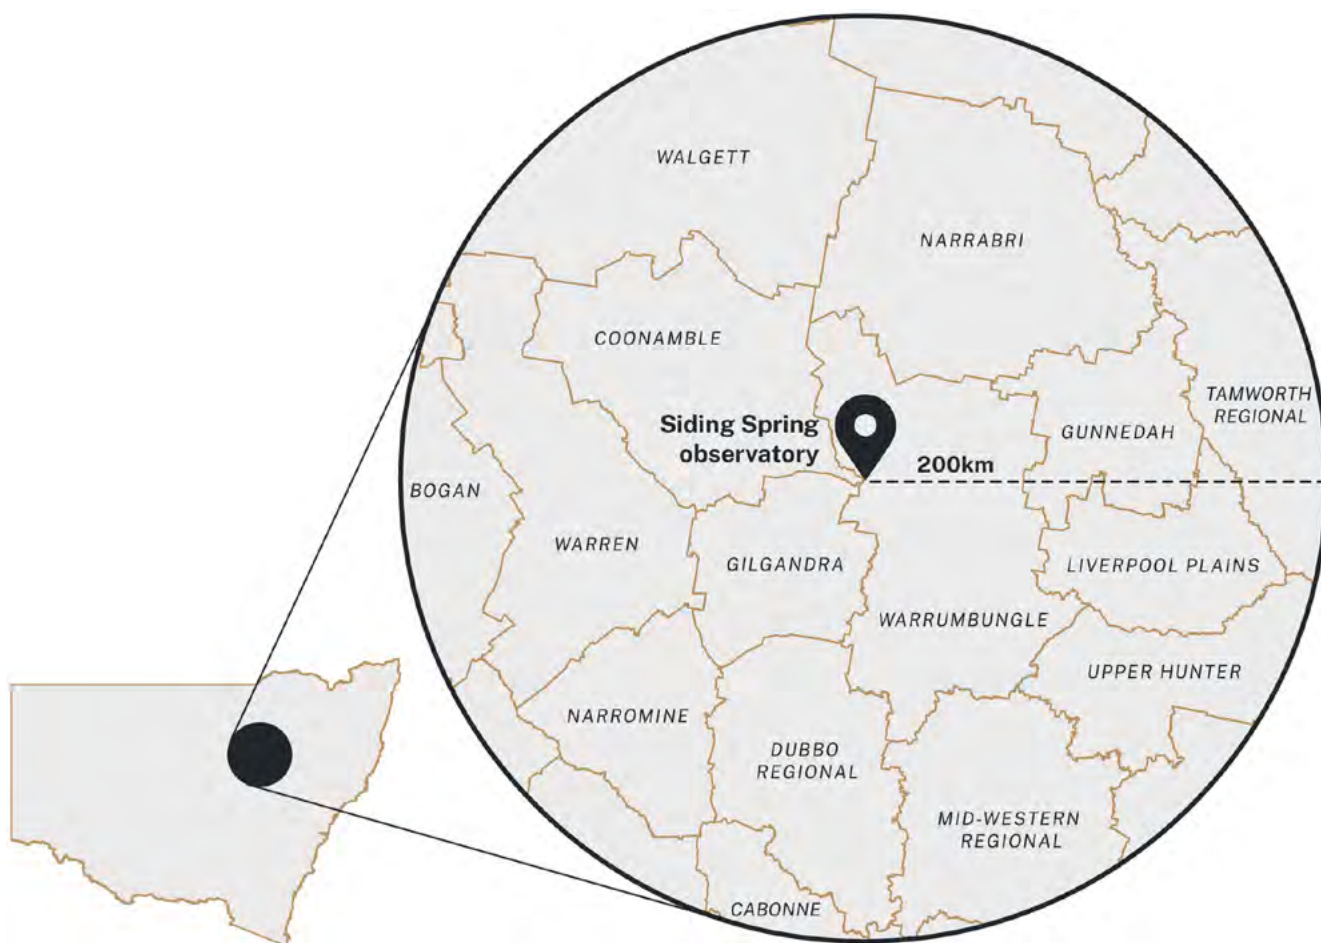 WALGETT
NARRABRI
COONAMBLE
TAMWORTH
REGIONAL
Siding Spring
observatory
GUNNEDAH
200km
BOGAN
WARREN
GILGANDRA
LIVERPOOL PLAINS
WARRUMBUNGLE
UPPER HUNTER
NARROMINE
DUBBO
REGIONAL
MID-WESTERN
REGIONAL
CABONNE